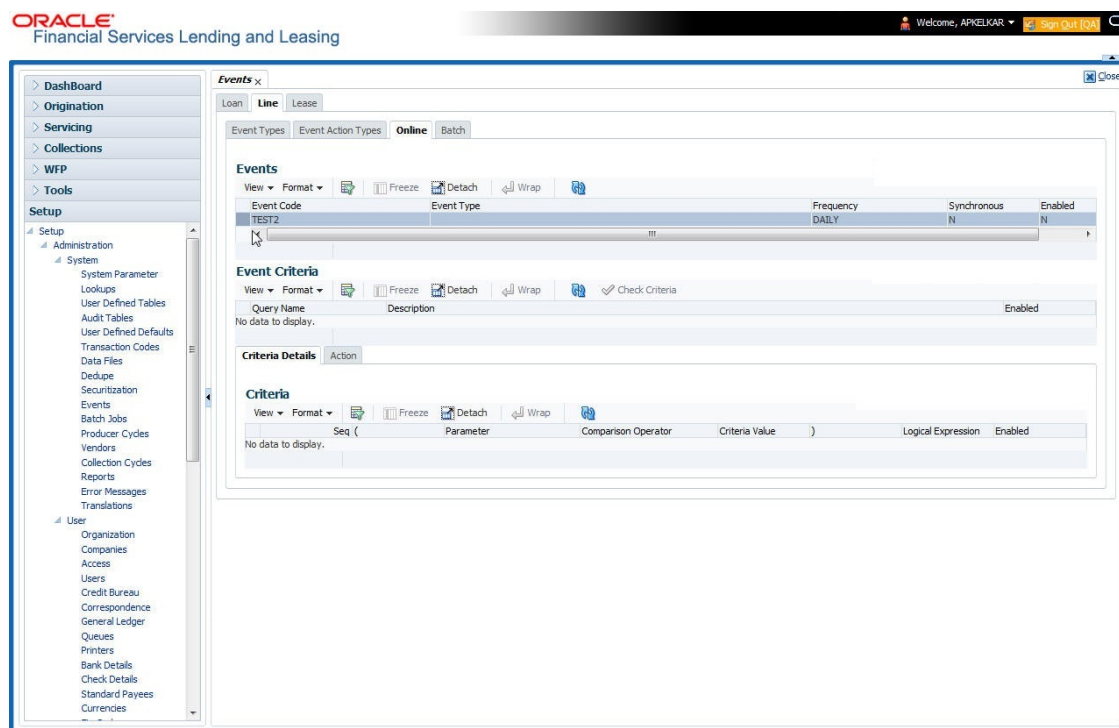 ORACLE
Welcome, APKELKAR
Sign Out [QA]
Financial Services Lending and Leasing
DashBoard
Origination
Servicing
Collections
WFP
Tools
Setup
Setup
Administration
System
System Parameter
Lookups
User Defined Tables
Audit Tables
User Defined Defaults
Transaction Codes
Data Files
Dedupe
Securitization
Events
Batch Jobs
Producer Cycles
Vendors
Collection Cycles
Reports
Error Messages
Translations
User
Organization
Companies
Access
Users
Credit Bureau
Correspondence
General Ledger
Queues
Printers
Bank Details
Check Details
Standard Payees
Currencies
Events
Close
Loan Line Lease
Event Types Event Action Types Online Batch
Events
View Format Freeze Detach Wrap
Event Code Event Type Frequency Synchronous Enabled
TEST2 DAILY N N
Event Criteria
View Format Freeze Detach Wrap Check Criteria
Query Name Description Enabled
No data to display.
Criteria Details Action
Criteria
View Format Freeze Detach Wrap
Seq ( Parameter Comparison Operator Criteria Value ) Logical Expression Enabled
No data to display.